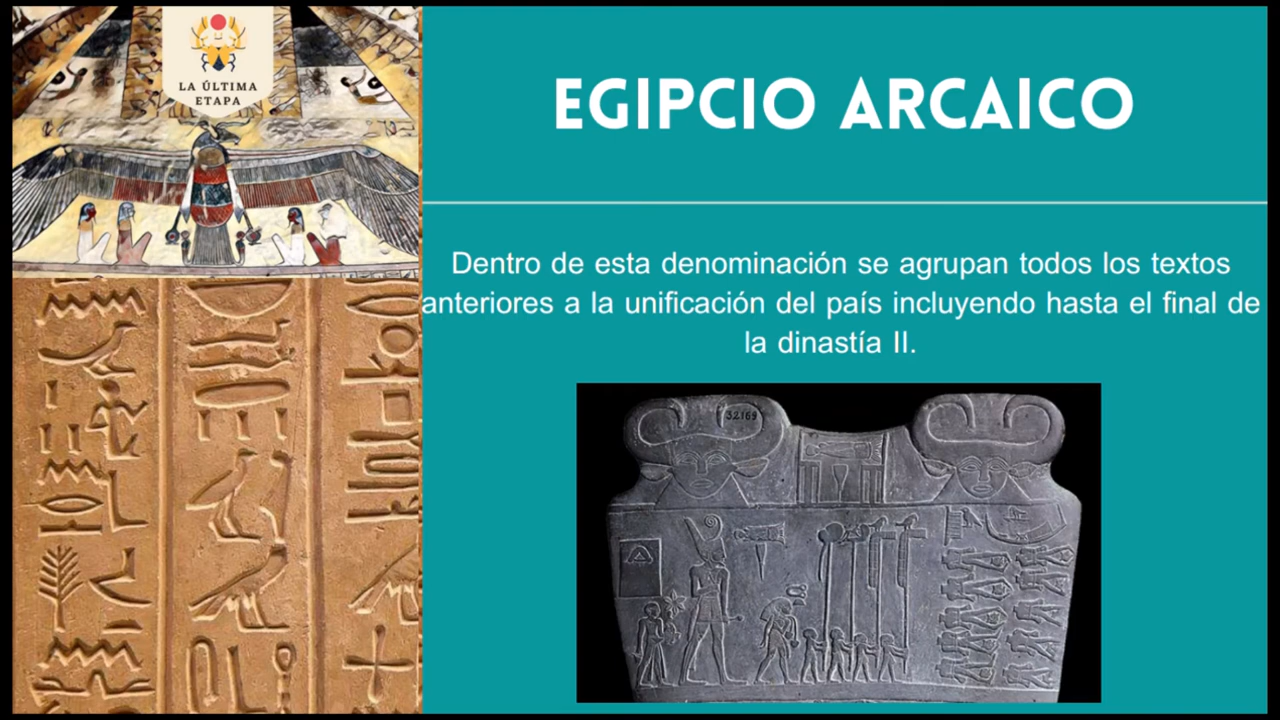 LA ÚLTIMA
ETAPA
EGIPCIO ARCAICO
Dentro de esta denominación se agrupan todos los textos
anteriores a la unificación del país incluyendo hasta el final de
la dinastía II.
32169